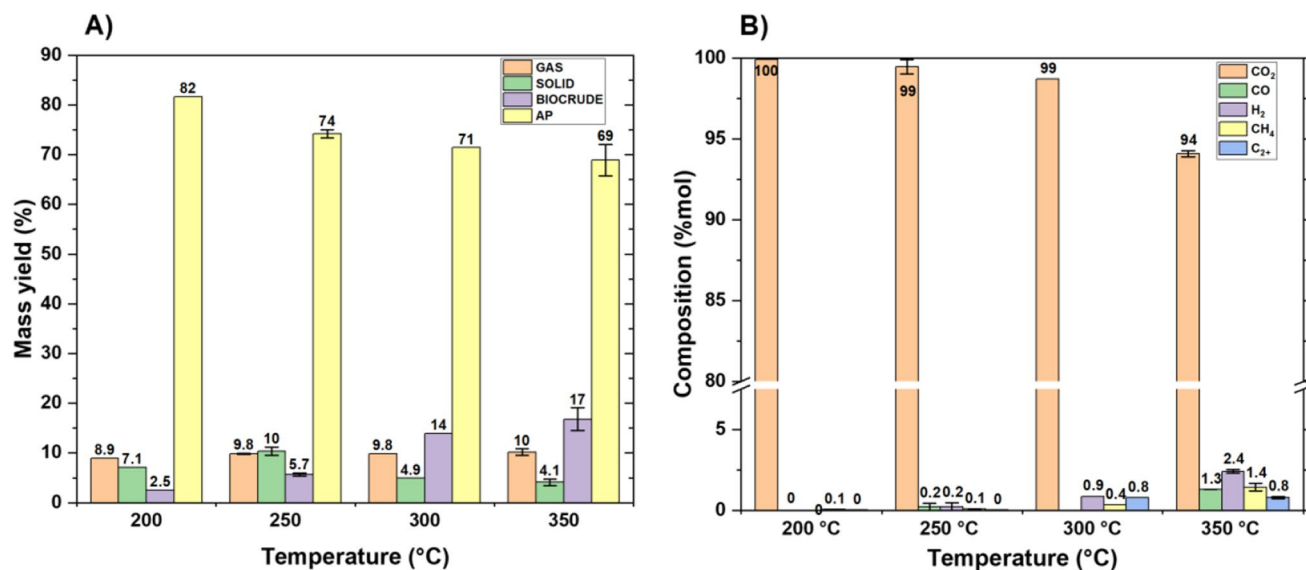 A)
90
80
70
60
50
40
30
20
10
0
Mass yield (%)
GAS
SOLID
BIOCRUDE
AP
8.9
7.1
2.5
82
9.8
10
5.7
74
9.8
4.9
14
71
10
4.1
17
69
200
250
300
350
Temperature (°C)
B)
100
95
90
85
80
5
0
Composition (%mol)
CO₂
CO
H₂
CH₄
C₂₊
100
0
0
0.1
0
99
0.2
0.2
0.1
0
99
0.9
0.4
0.8
94
1.3
2.4
1.4
0.8
200 °C
250 °C
300 °C
350 °C
Temperature (°C)